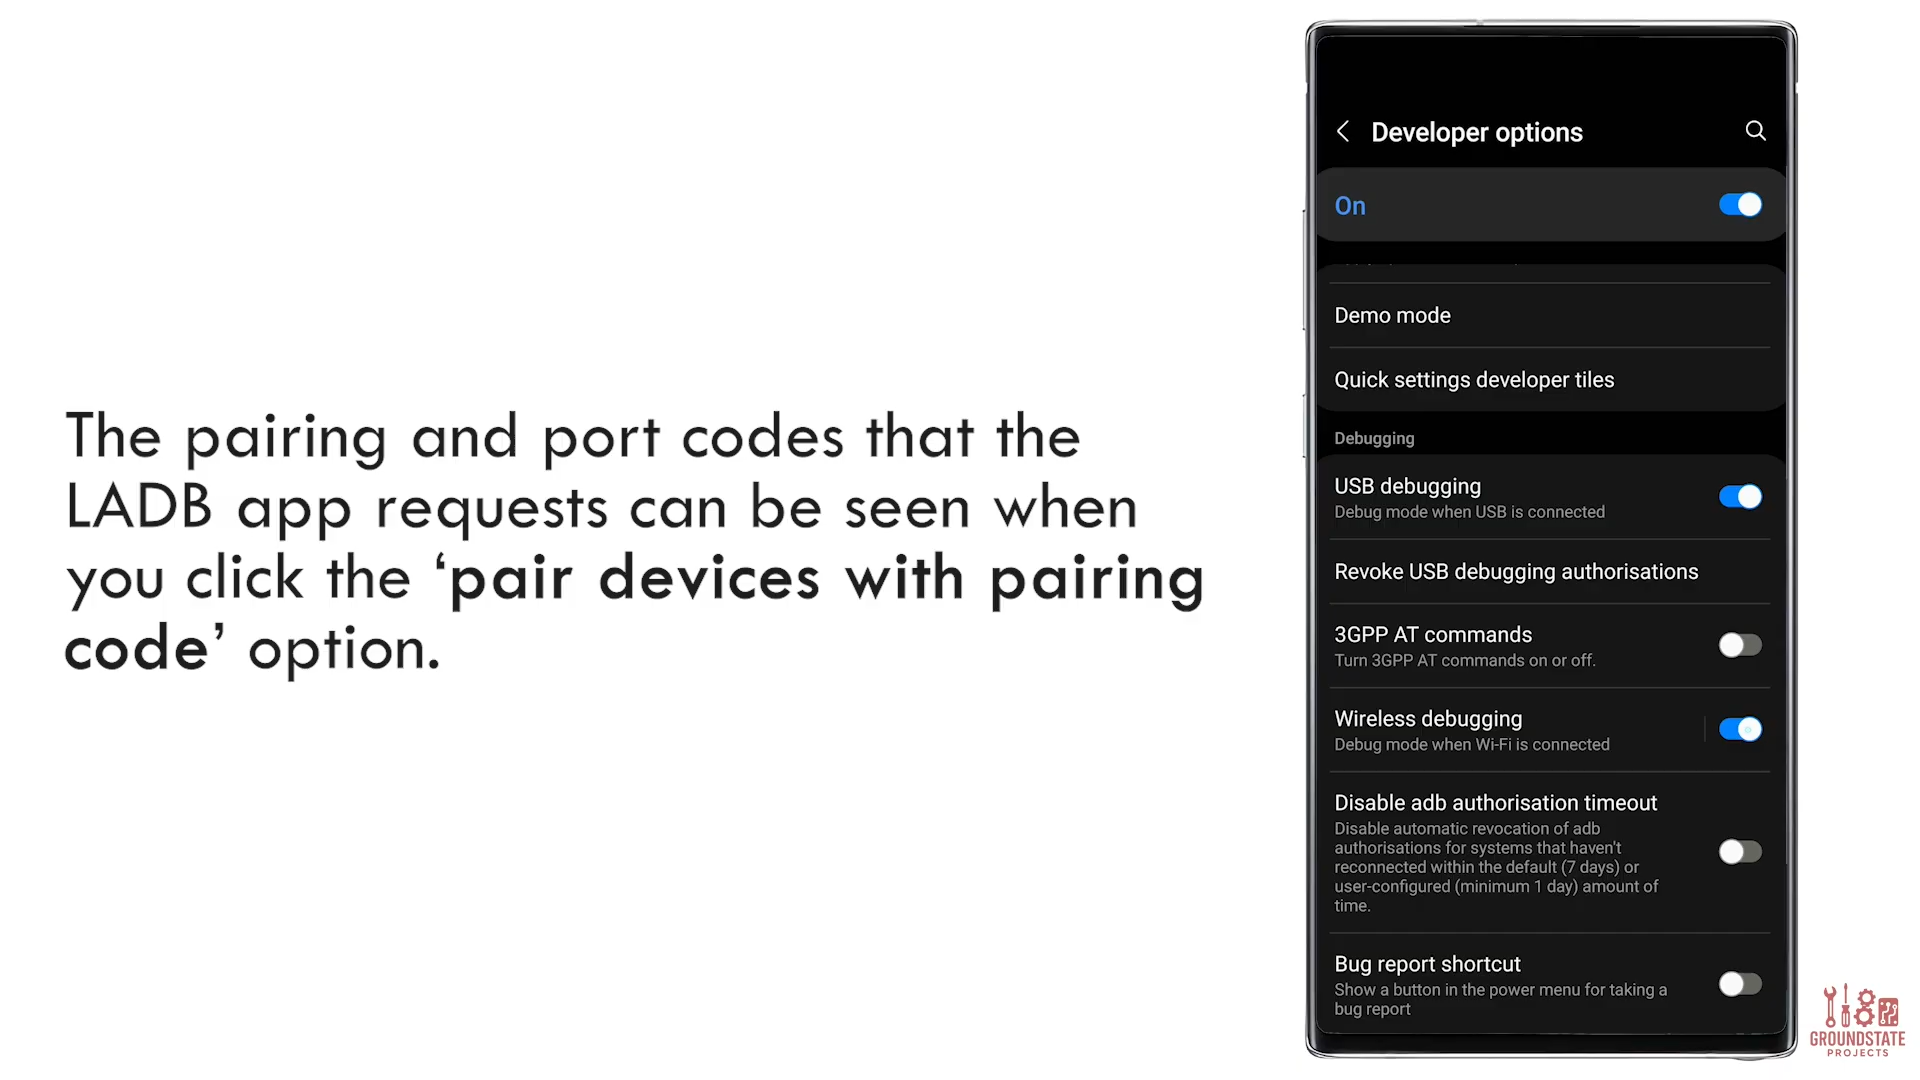 The pairing and port codes that the
LADB app requests can be seen when
you click the ‘pair devices with pairing
code’ option.
Developer options
On
Demo mode
Quick settings developer tiles
Debugging
USB debugging
Debug mode when USB is connected
Revoke USB debugging authorisations
3GPP AT commands
Turn 3GPP AT commands on or off.
Wireless debugging
Debug mode when Wi-Fi is connected
Disable adb authorisation timeout
Disable automatic revocation of adb
authorisations for systems that haven't
reconnected within the default (7 days) or
user-configured (minimum 1 day) amount of
time.
Bug report shortcut
Show a button in the power menu for taking a
bug report
GROUNDSTATE
PROJECTS